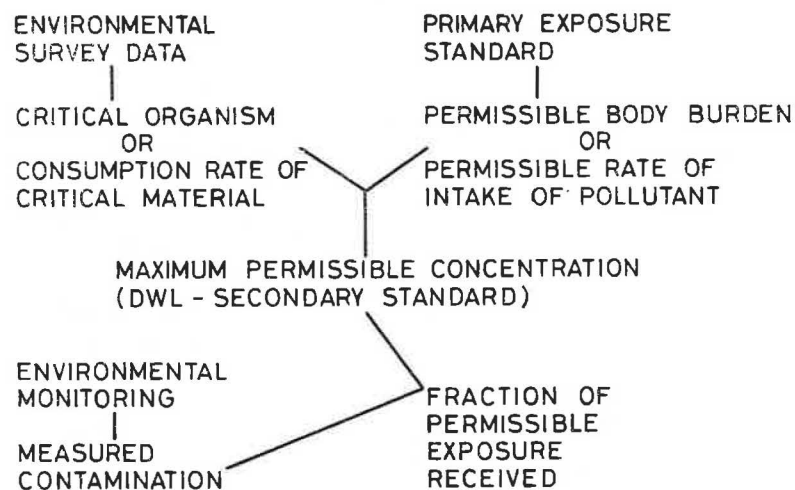 ENVIRONMENTAL
SURVEY DATA
PRIMARY EXPOSURE
STANDARD
CRITICAL ORGANISM
OR
CONSUMPTION RATE OF
CRITICAL MATERIAL
PERMISSIBLE BODY BURDEN
OR
PERMISSIBLE RATE OF
INTAKE OF POLLUTANT
MAXIMUM PERMISSIBLE CONCENTRATION
(DWL - SECONDARY STANDARD)
ENVIRONMENTAL
MONITORING
MEASURED
CONTAMINATION
FRACTION OF
PERMISSIBLE
EXPOSURE
RECEIVED